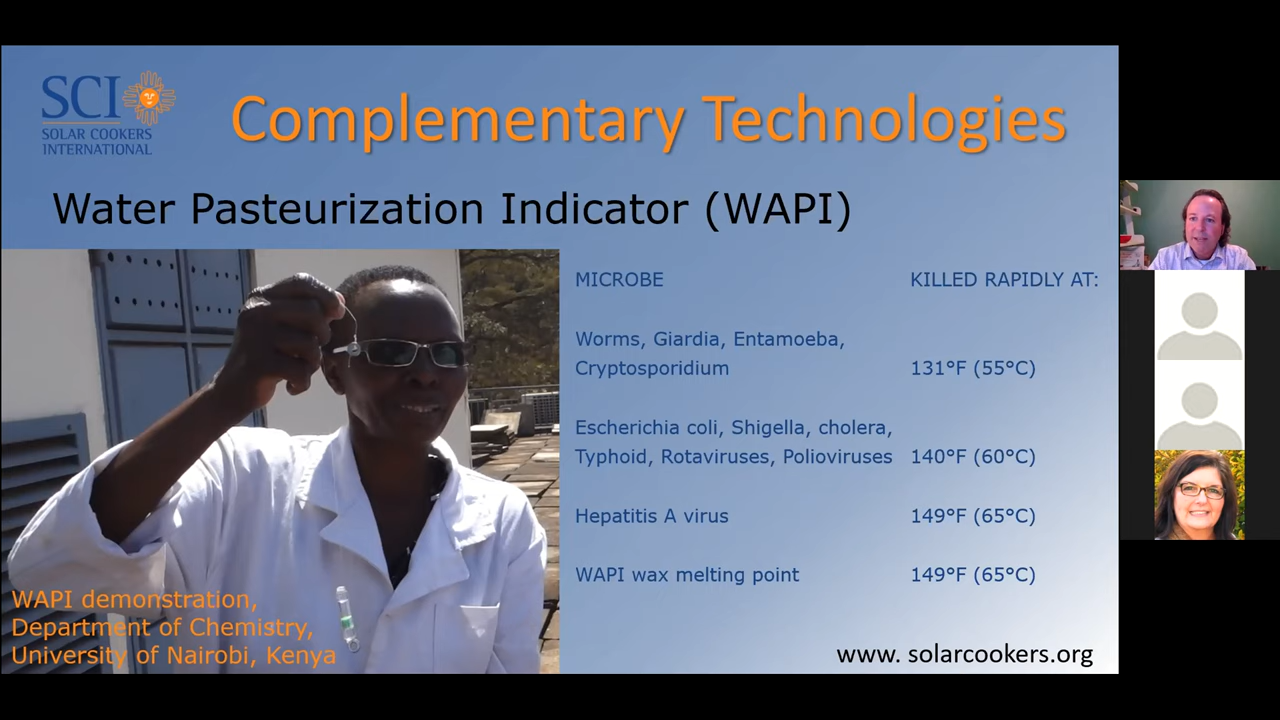 SCI
SOLAR COOKERS
INTERNATIONAL
Complementary Technologies
Water Pasteurization Indicator (WAPI)
MICROBE KILLED RAPIDLY AT:
Worms, Giardia, Entamoeba,
Cryptosporidium 131°F (55°C)
Escherichia coli, Shigella, cholera,
Typhoid, Rotaviruses, Polioviruses 140°F (60°C)
Hepatitis A virus 149°F (65°C)
WAPI wax melting point 149°F (65°C)
WAPI demonstration,
Department of Chemistry,
University of Nairobi, Kenya
www. solarcookers.org